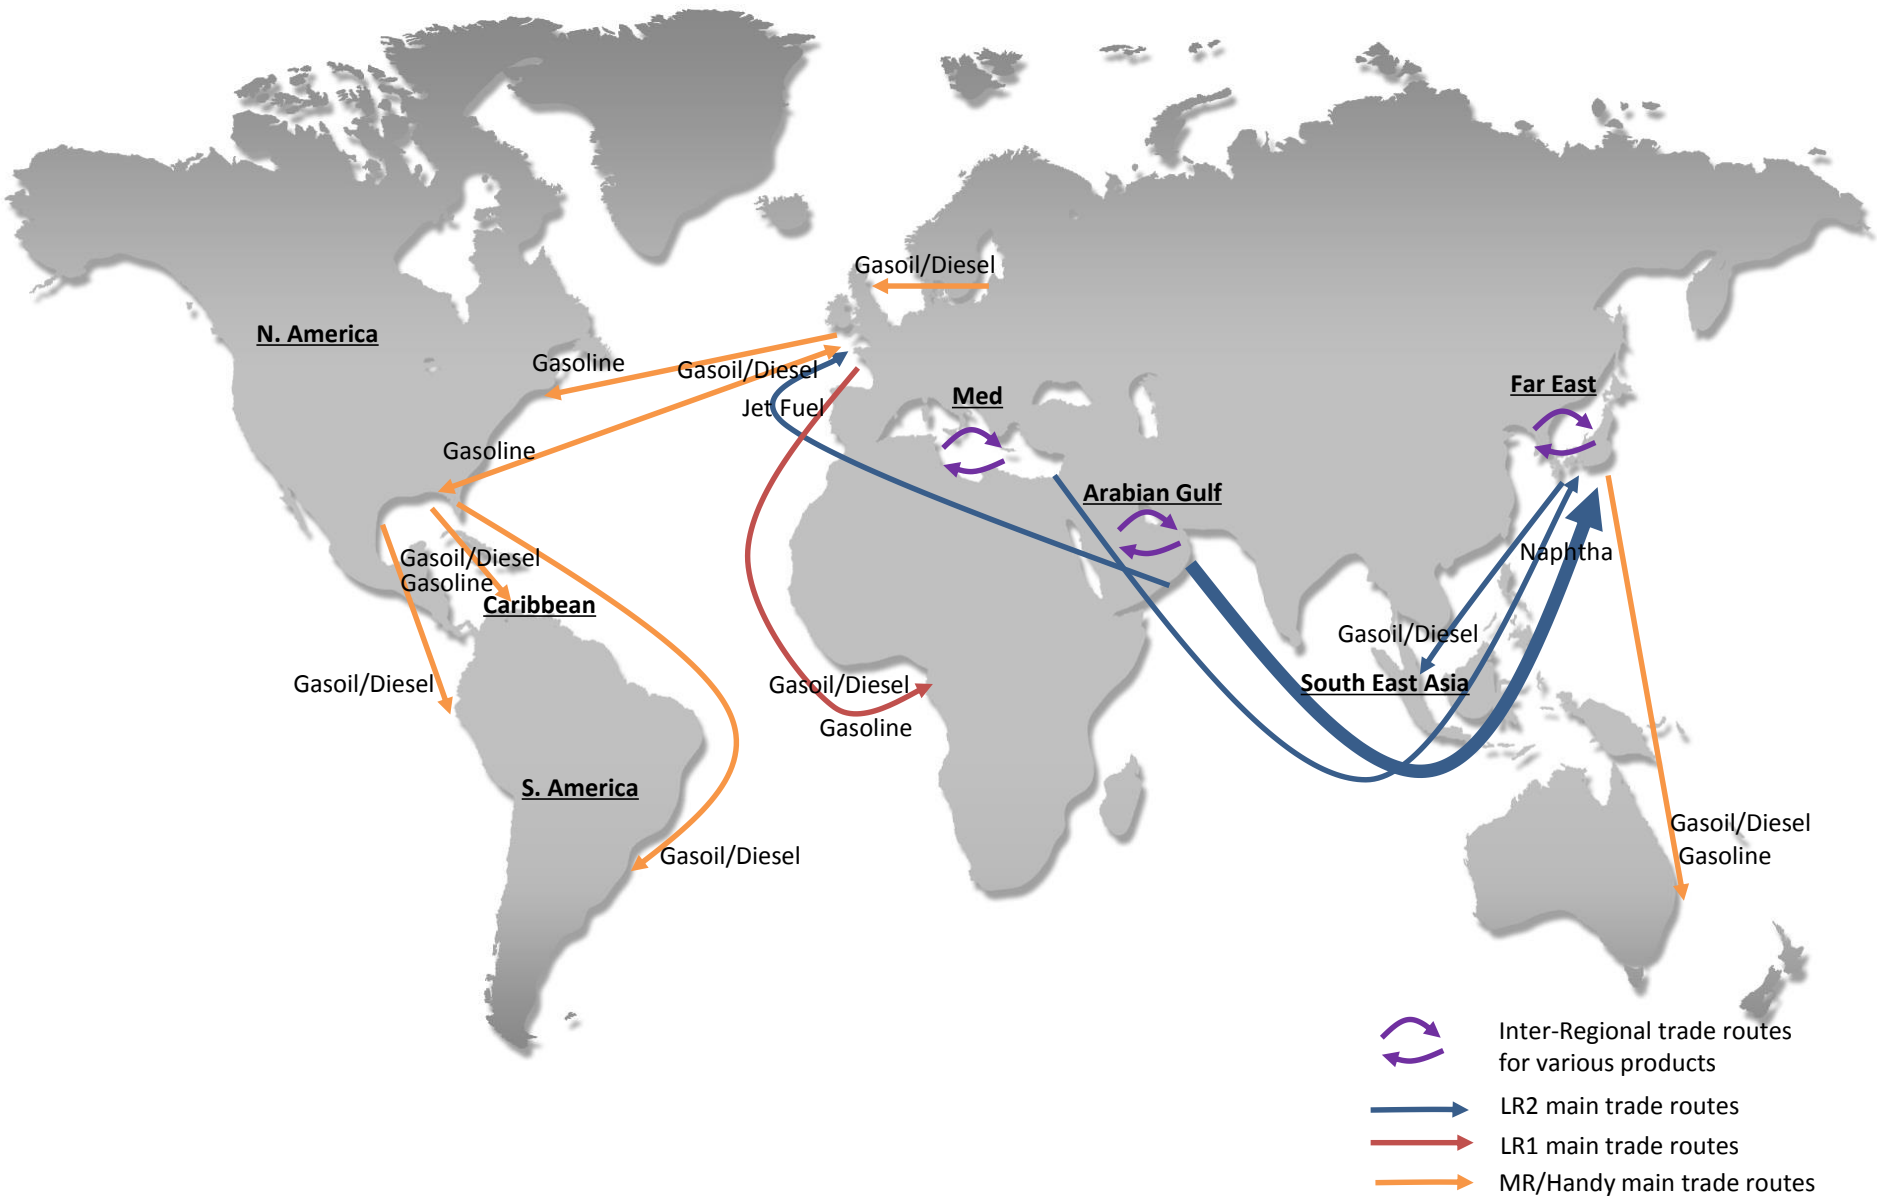 Gasoil/Diesel
N. America
Gasoline
Gasoil/Diesel
Jet Fuel
Med
Far East
Gasoline
Arabian Gulf
Naphtha
Gasoil/Diesel
Gasoline
Caribbean
Gasoil/Diesel
South East Asia
Gasoil/Diesel
Gasoil/Diesel
Gasoline
S. America
Gasoil/Diesel
Gasoline
Gasoil/Diesel
Inter-Regional trade routes
for various products
LR2 main trade routes
LR1 main trade routes
MR/Handy main trade routes